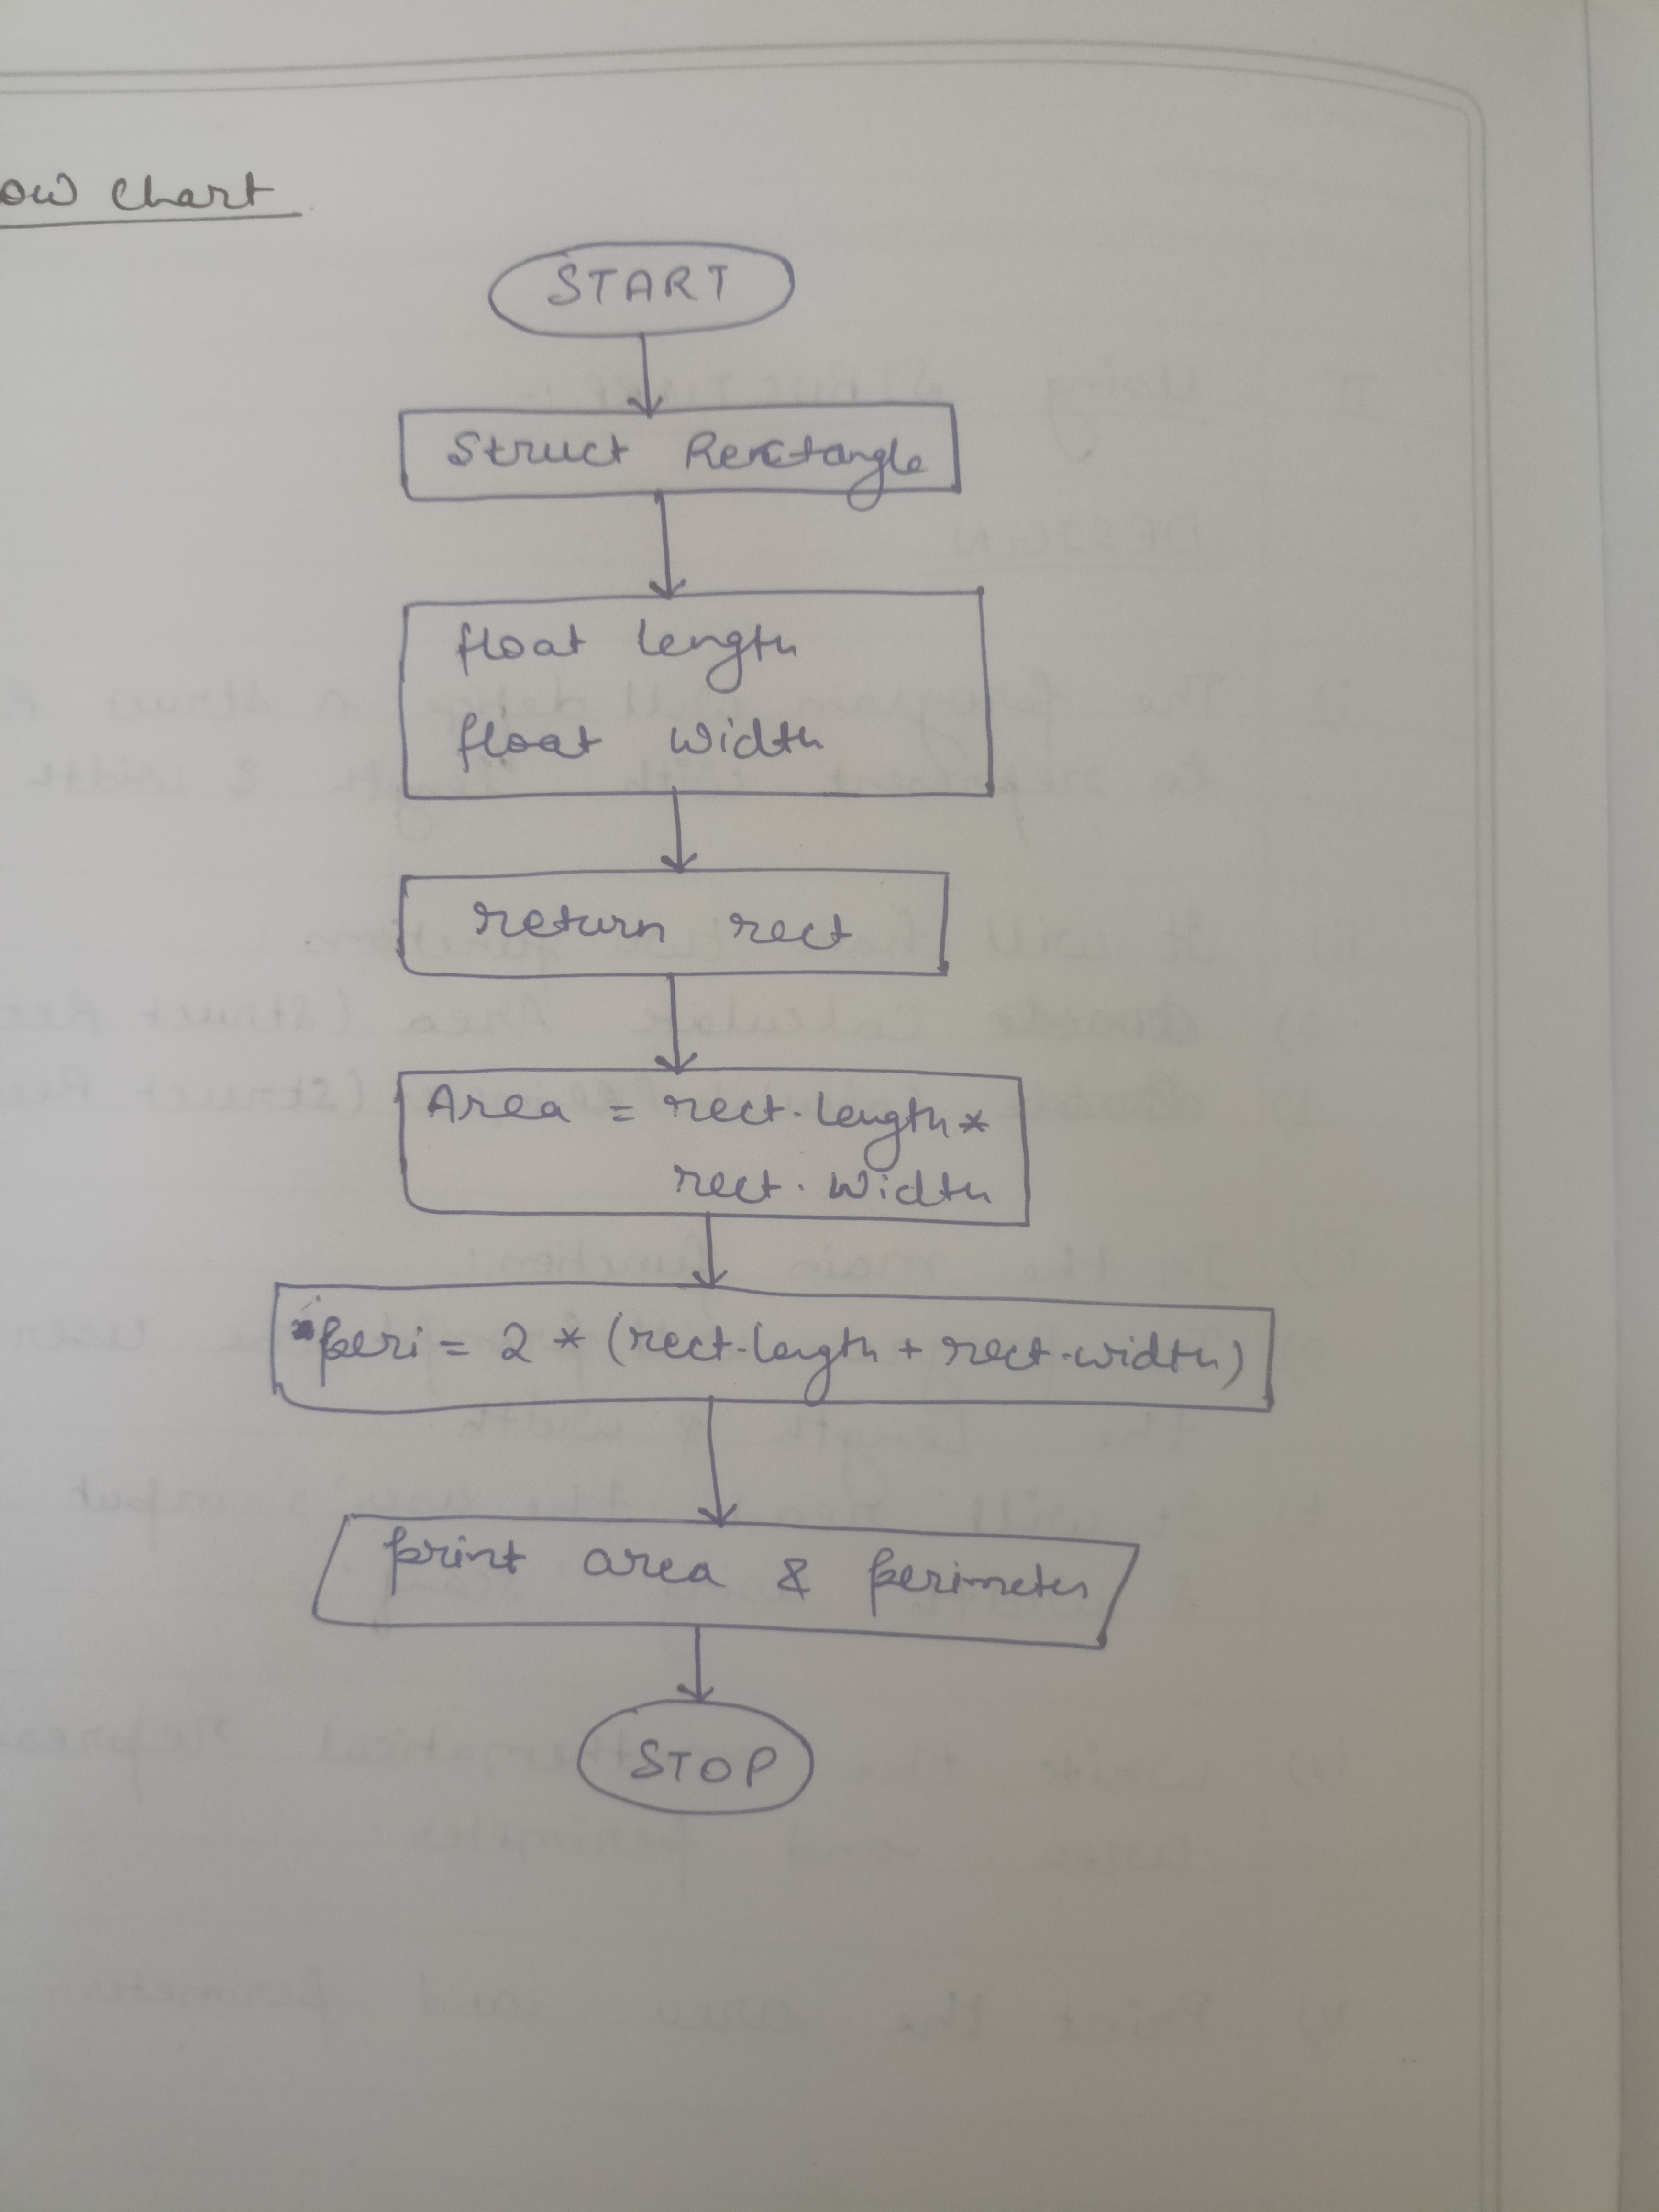 ow chart
START
Struct Rectangle
float length
float width
return rect
Area = rect.length *
rect.width
peri = 2 * (rect.length + rect.width)
print area & perimeter
STOP